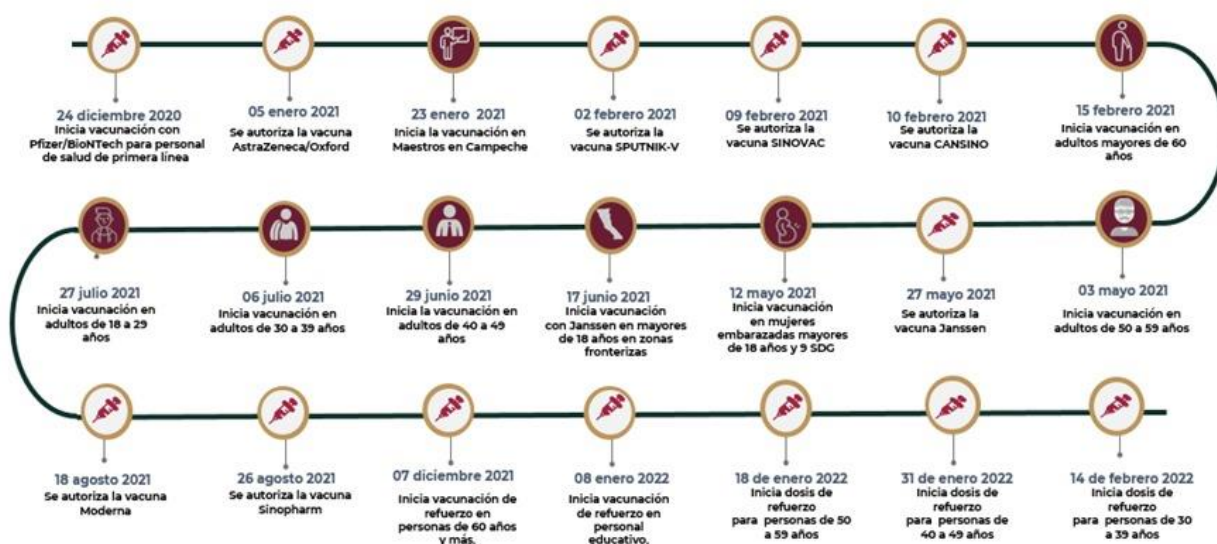 24 diciembre 2020
Inicia vacunación con
Pfizer/BioNTech para personal
de salud de primera línea
05 enero 2021
Se autoriza la vacuna
AstraZeneca/Oxford
23 enero 2021
Inicia la vacunación en
Maestros en Campeche
02 febrero 2021
Se autoriza la
vacuna SPUTNIK-V
09 febrero 2021
Se autoriza la
vacuna SINOVAC
10 febrero 2021
Se autoriza la
vacuna CANSINO
15 febrero 2021
Inicia vacunación en
adultos mayores de 60
años
03 mayo 2021
Inicia vacunación en
adultos de 50 a 59 años
27 mayo 2021
Se autoriza la
vacuna Janssen
12 mayo 2021
Inicia vacunación
en mujeres
embarazadas mayores
de 18 años y 9 SDG
17 junio 2021
Inicia vacunación
con Janssen en mayores
de 18 años en zonas
fronterizas
29 junio 2021
Inicia la vacunación en
adultos de 40 a 49
años
06 julio 2021
Inicia vacunación en
adultos de 30 a 39 años
27 julio 2021
Inicia vacunación en
adultos de 18 a 29
años
18 agosto 2021
Se autoriza la vacuna
Moderna
26 agosto 2021
Se autoriza la vacuna
Sinopharm
07 diciembre 2021
Inicia vacunación de
refuerzo en
personas de 60 años
y más.
08 enero 2022
Inicia vacunación
de refuerzo en
personal
educativo.
18 de enero 2022
Inicia dosis de
refuerzo
para personas de 50
a 59 años
31 de enero 2022
Inicia dosis de
refuerzo
para personas de
40 a 49 años
14 de febrero 2022
Inicia dosis de
refuerzo
para personas de 30
a 39 años